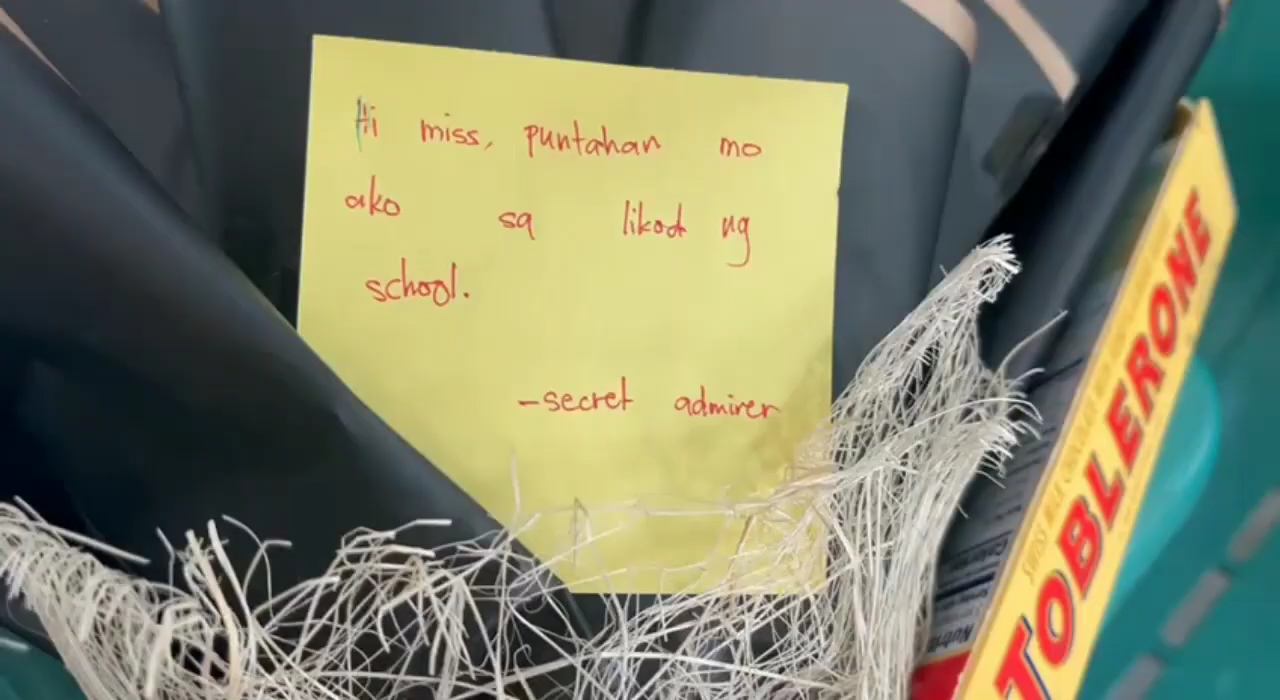 Hi miss, puntahan mo
ako sa likod ng
school.
-secret admirer
TOBLERONE